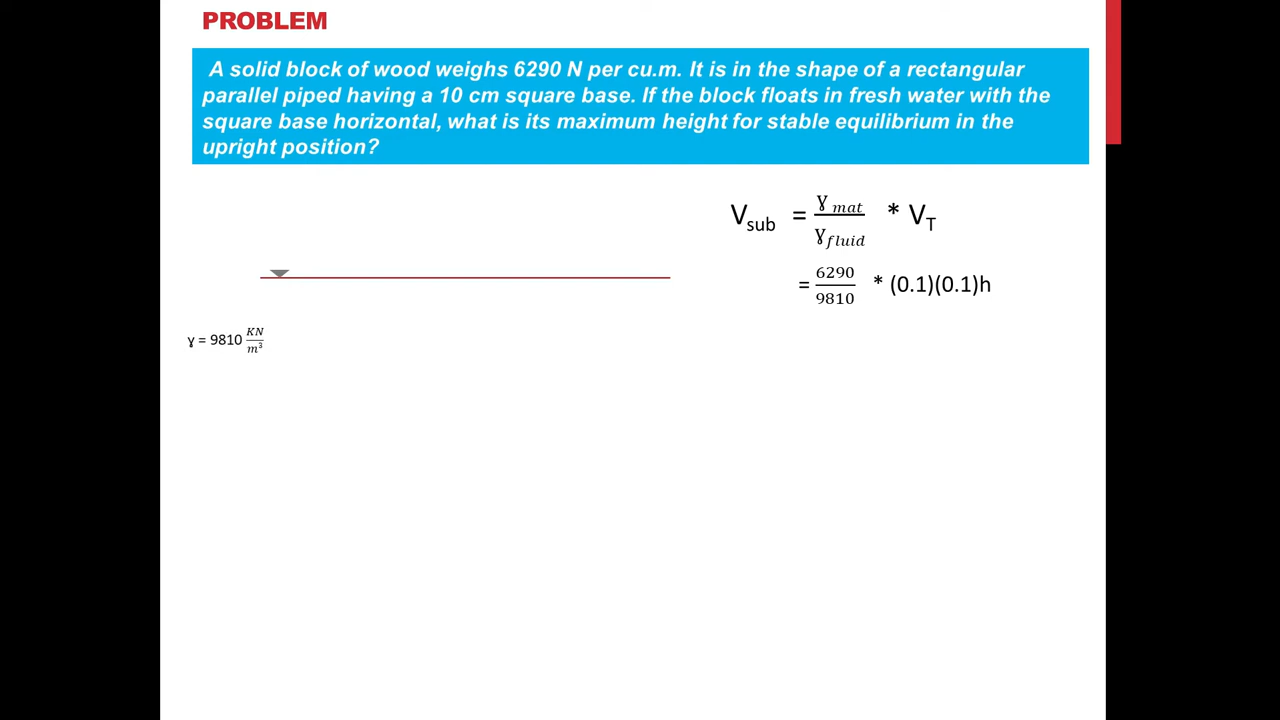 PROBLEM
A solid block of wood weighs 6290 N per cu.m. It is in the shape of a rectangular
parallel piped having a 10 cm square base. If the block floats in fresh water with the
square base horizontal, what is its maximum height for stable equilibrium in the
upright position?
Vsub = ɣ mat / ɣ fluid * VT
= 6290 / 9810 * (0.1)(0.1)h
ɣ = 9810 KN / m³